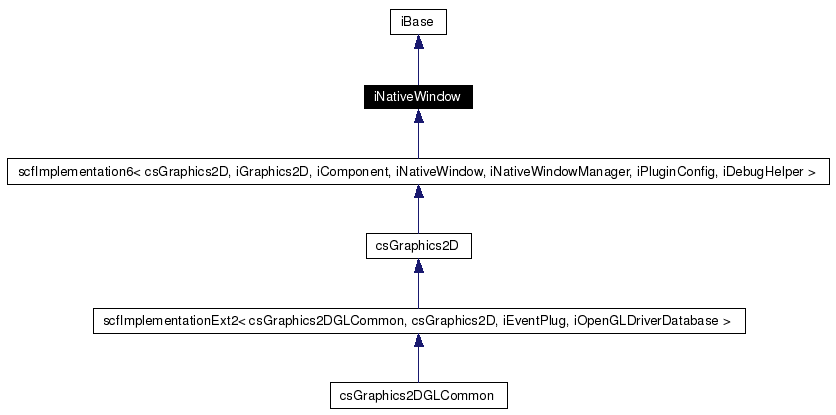 iBase
iNativeWindow
scfImplementation6< csGraphics2D, iGraphics2D, iComponent, iNativeWindow, iNativeWindowManager, iPluginConfig, iDebugHelper >
csGraphics2D
scfImplementationExt2< csGraphics2DGLCommon, csGraphics2D, iEventPlug, iOpenGLDriverDatabase >
csGraphics2DGLCommon